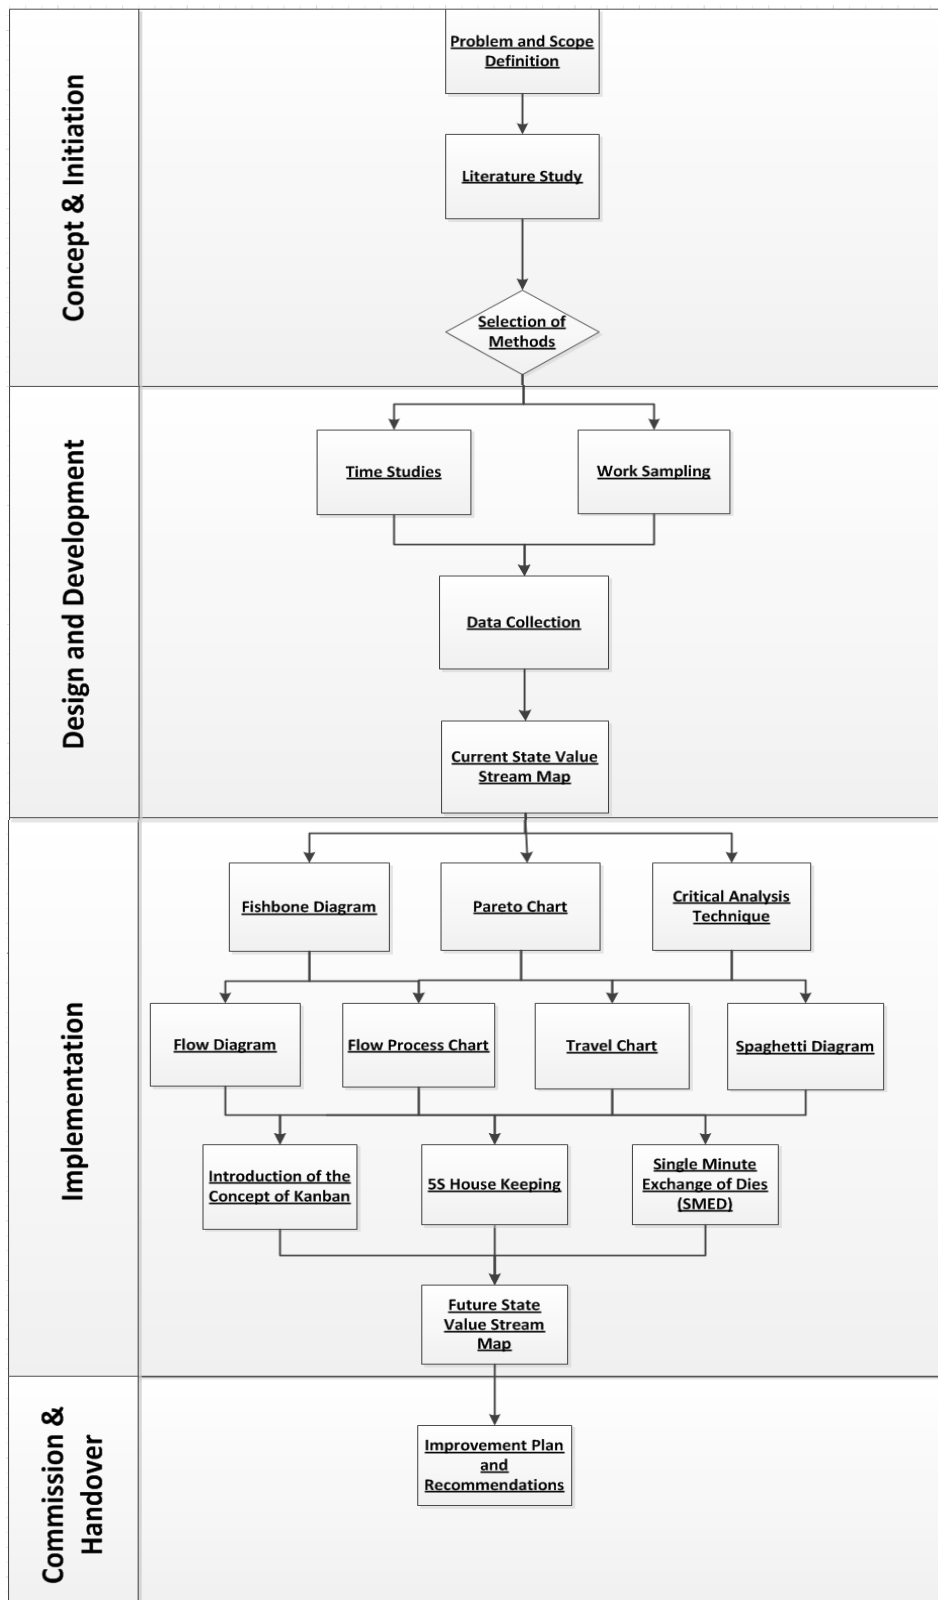 Concept & Initiation
Problem and Scope
Definition
Literature Study
Selection of
Methods
Design and Development
Time Studies
Work Sampling
Data Collection
Current State Value
Stream Map
Implementation
Fishbone Diagram
Pareto Chart
Critical Analysis
Technique
Flow Diagram
Flow Process Chart
Travel Chart
Spaghetti Diagram
Introduction of the
Concept of Kanban
5S House Keeping
Single Minute
Exchange of Dies
(SMED)
Future State
Value Stream
Map
Commission &
Handover
Improvement Plan
and
Recommendations